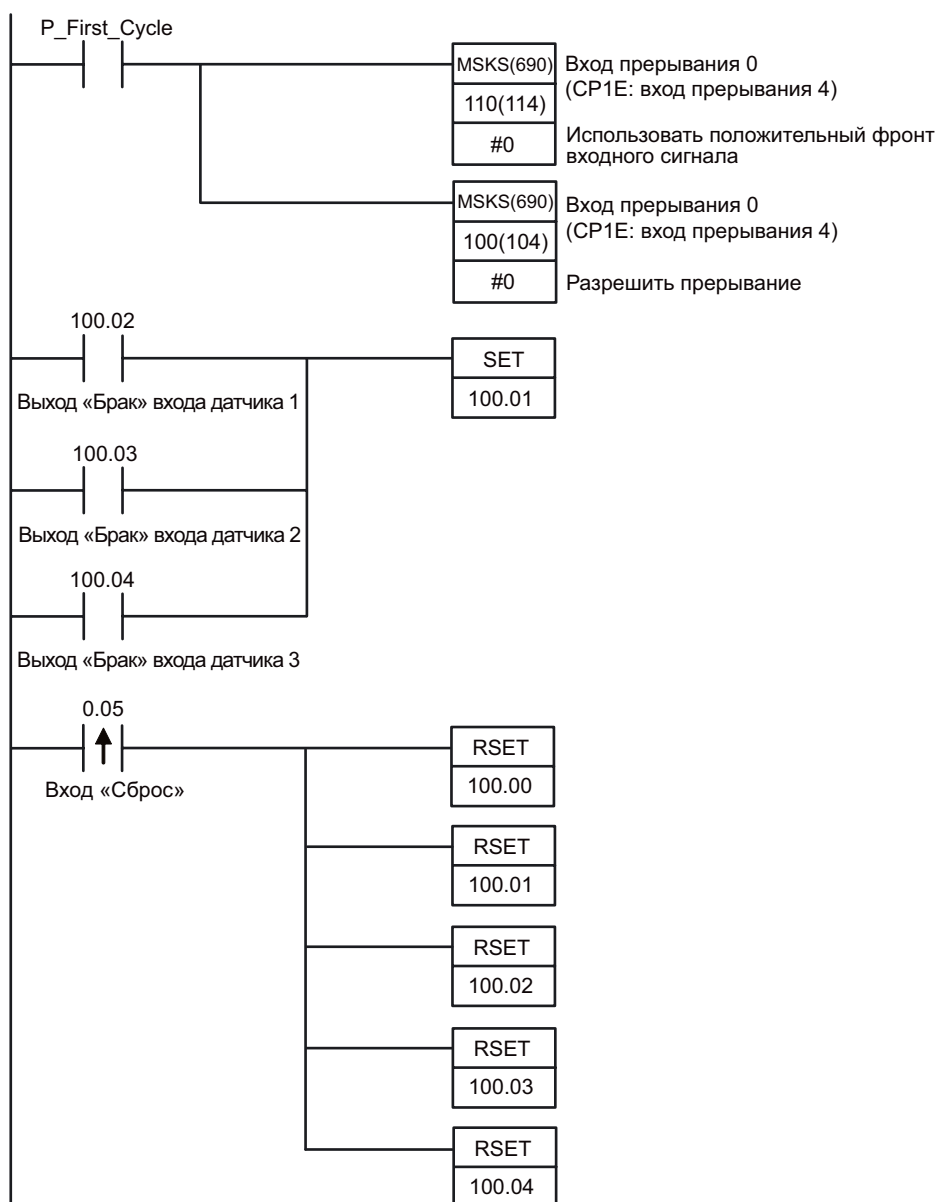 P_First_Cycle
MSKS(690)
Вход прерывания 0
(CP1E: вход прерывания 4)
110(114)
#0
Использовать положительный фронт
входного сигнала
MSKS(690)
Вход прерывания 0
(CP1E: вход прерывания 4)
100(104)
#0
Разрешить прерывание
100.02
SET
100.01
Выход «Брак» входа датчика 1
100.03
Выход «Брак» входа датчика 2
100.04
Выход «Брак» входа датчика 3
0.05
Вход «Сброс»
RSET
100.00
RSET
100.01
RSET
100.02
RSET
100.03
RSET
100.04